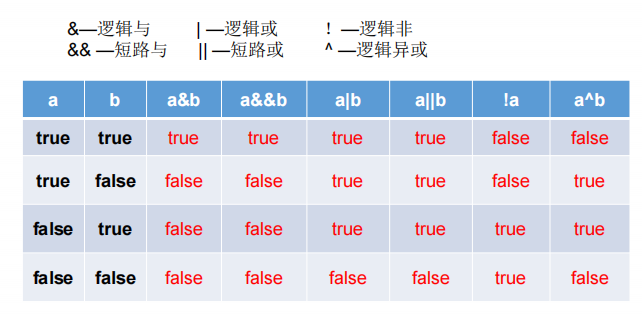 &—逻辑与 | —逻辑或 ! —逻辑非
&& —短路与 || —短路或 ^ —逻辑异或
a b a&b a&&b a|b a||b !a a^b
true true true true true true false false
true false false false true true false true
false true false false true true true true
false false false false false false true false